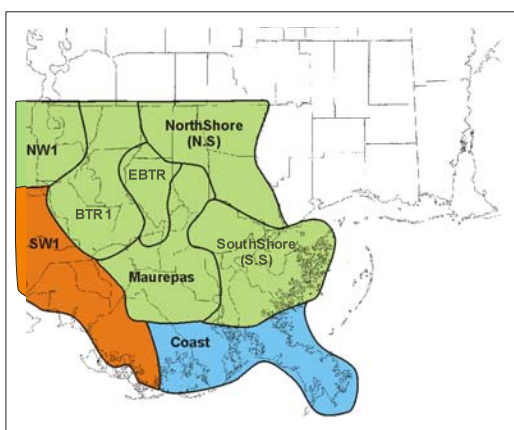 NorthShore
(N.S)
NW1
EBTR
BTR1
SouthShore
(S.S)
SW1
Maurepas
Coast